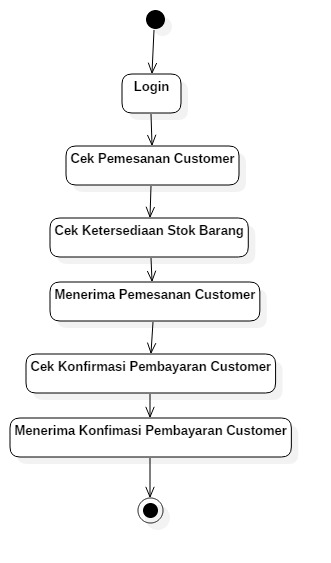 Login
Cek Pemesanan Customer
Cek Ketersediaan Stok Barang
Menerima Pemesanan Customer
Cek Konfirmasi Pembayaran Customer
Menerima Konfimasi Pembayaran Customer